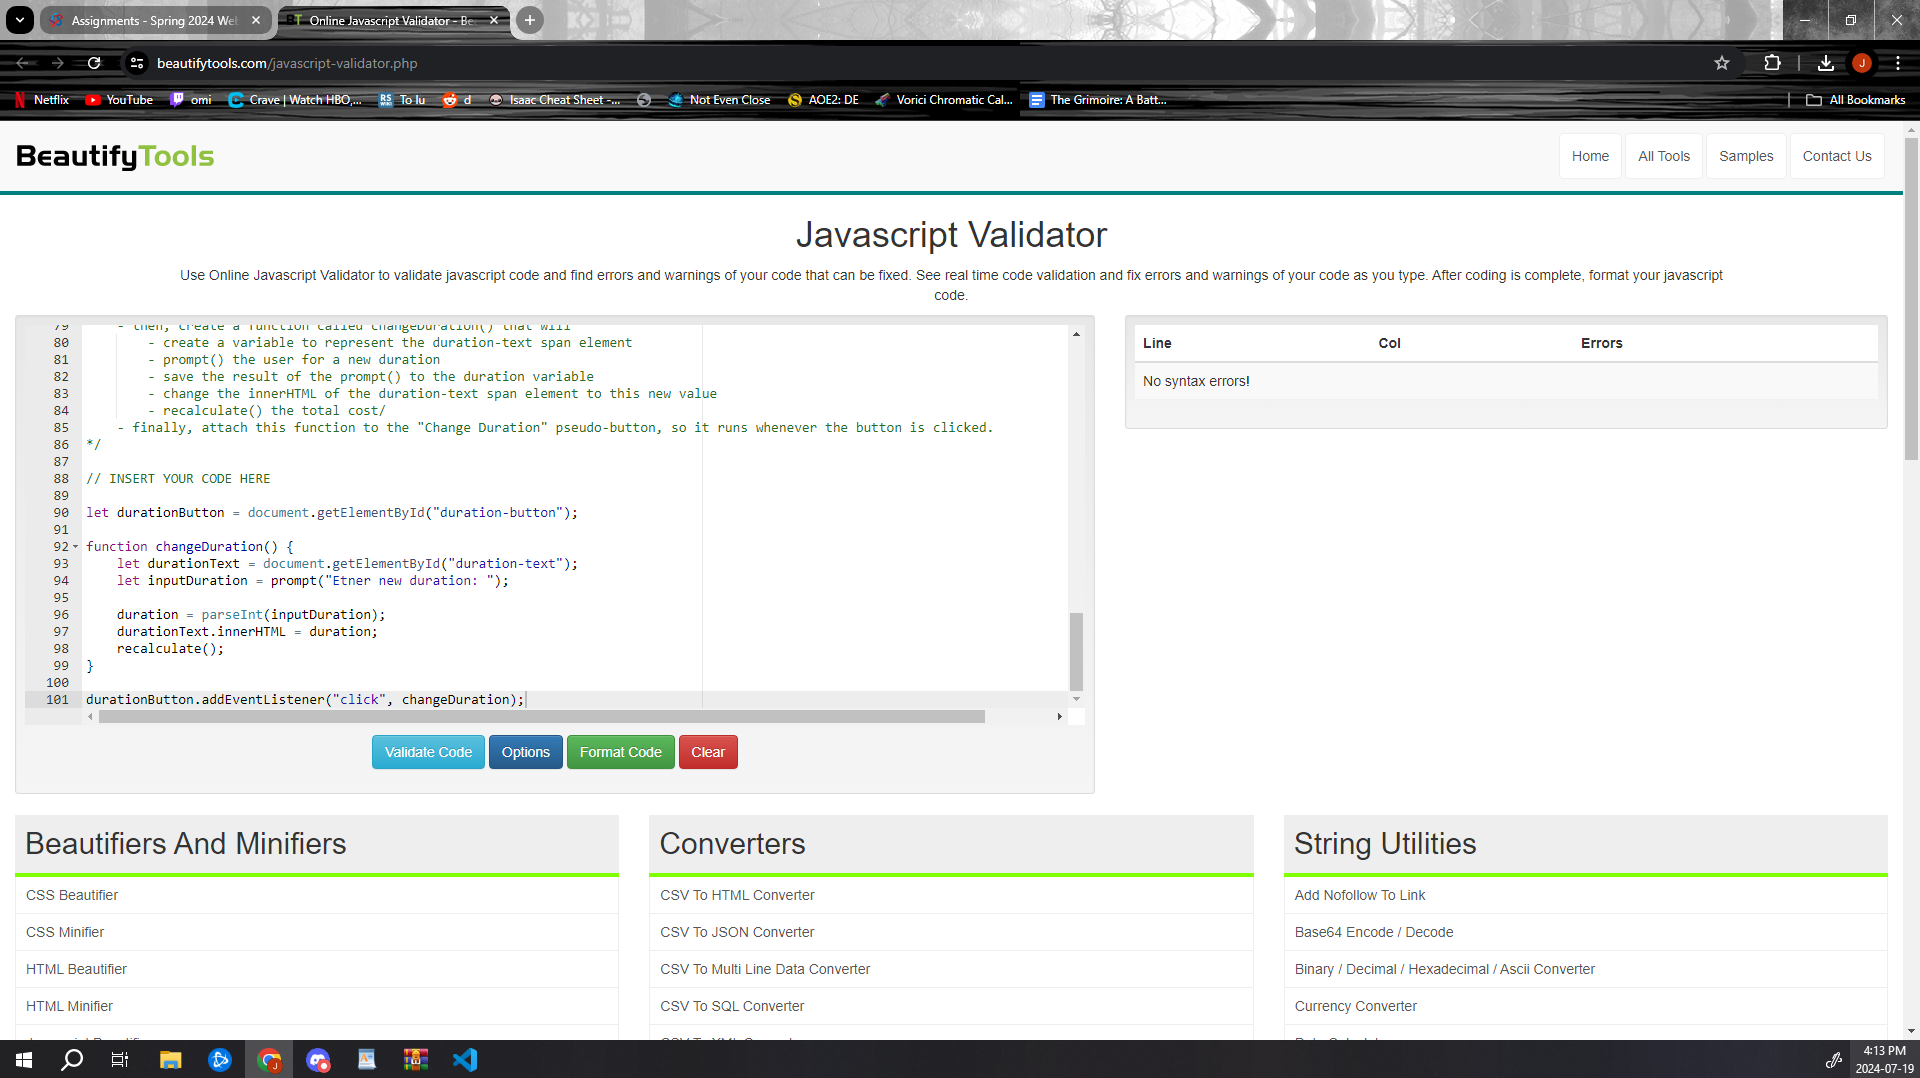 Assignments - Spring 2024 We
Online Javascript Validator - Be
beautifytools.com/javascript-validator.php
J
Netflix
YouTube
omi
Crave | Watch HBO,...
To lu
d
Isaac Cheat Sheet -...
Not Even Close
AOE2: DE
Vorici Chromatic Cal...
The Grimoire: A Batt...
All Bookmarks
BeautifyTools
Home
All Tools
Samples
Contact Us
Javascript Validator
Use Online Javascript Validator to validate javascript code and find errors and warnings of your code that can be fixed. See real time code validation and fix errors and warnings of your code as you type. After coding is complete, format your javascript
code.
79 - then, create a function called changeDuration() that will
80 - create a variable to represent the duration-text span element
81 - prompt() the user for a new duration
82 - save the result of the prompt() to the duration variable
83 - change the innerHTML of the duration-text span element to this new value
84 - recalculate() the total cost/
85 - finally, attach this function to the "Change Duration" pseudo-button, so it runs whenever the button is clicked.
86 */
87
88 // INSERT YOUR CODE HERE
89
90 let durationButton = document.getElementById("duration-button");
91
92 function changeDuration() {
93 let durationText = document.getElementById("duration-text");
94 let inputDuration = prompt("Etner new duration: ");
95
96 duration = parseInt(inputDuration);
97 durationText.innerHTML = duration;
98 recalculate();
99 }
100
101 durationButton.addEventListener("click", changeDuration);
Line Col Errors
No syntax errors!
Validate Code
Options
Format Code
Clear
Beautifiers And Minifiers
CSS Beautifier
CSS Minifier
HTML Beautifier
HTML Minifier
Converters
CSV To HTML Converter
CSV To JSON Converter
CSV To Multi Line Data Converter
CSV To SQL Converter
String Utilities
Add Nofollow To Link
Base64 Encode / Decode
Binary / Decimal / Hexadecimal / Ascii Converter
Currency Converter
4:13 PM
2024-07-19